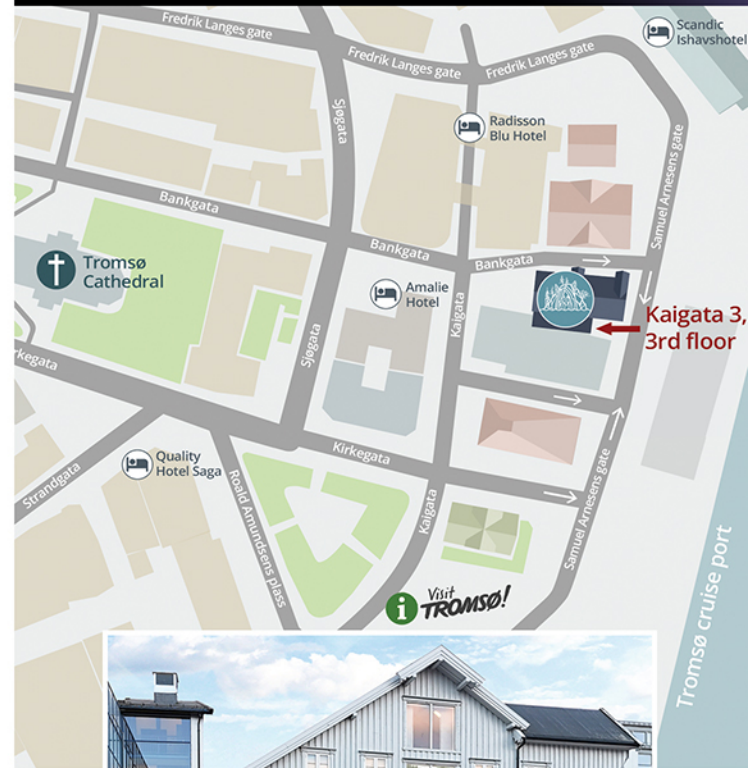 Fredrik Langes gate
Fredrik Langes gate
Fredrik Langes gate
Scandic
Ishavshotel
Sjøgata
Radisson
Blu Hotel
Samuel Arnesens gate
Bankgata
Bankgata
Bankgata
Tromsø
Cathedral
Amalie
Hotel
Kaigata
Kaigata 3,
3rd floor
Sjøgata
rkegata
Kirkegata
Quality
Hotel Saga
Strandgata
Roald Amundsens plass
Kaigata
Samuel Arnesens gate
i
Visit
TROMSØ!
Tromsø cruise port